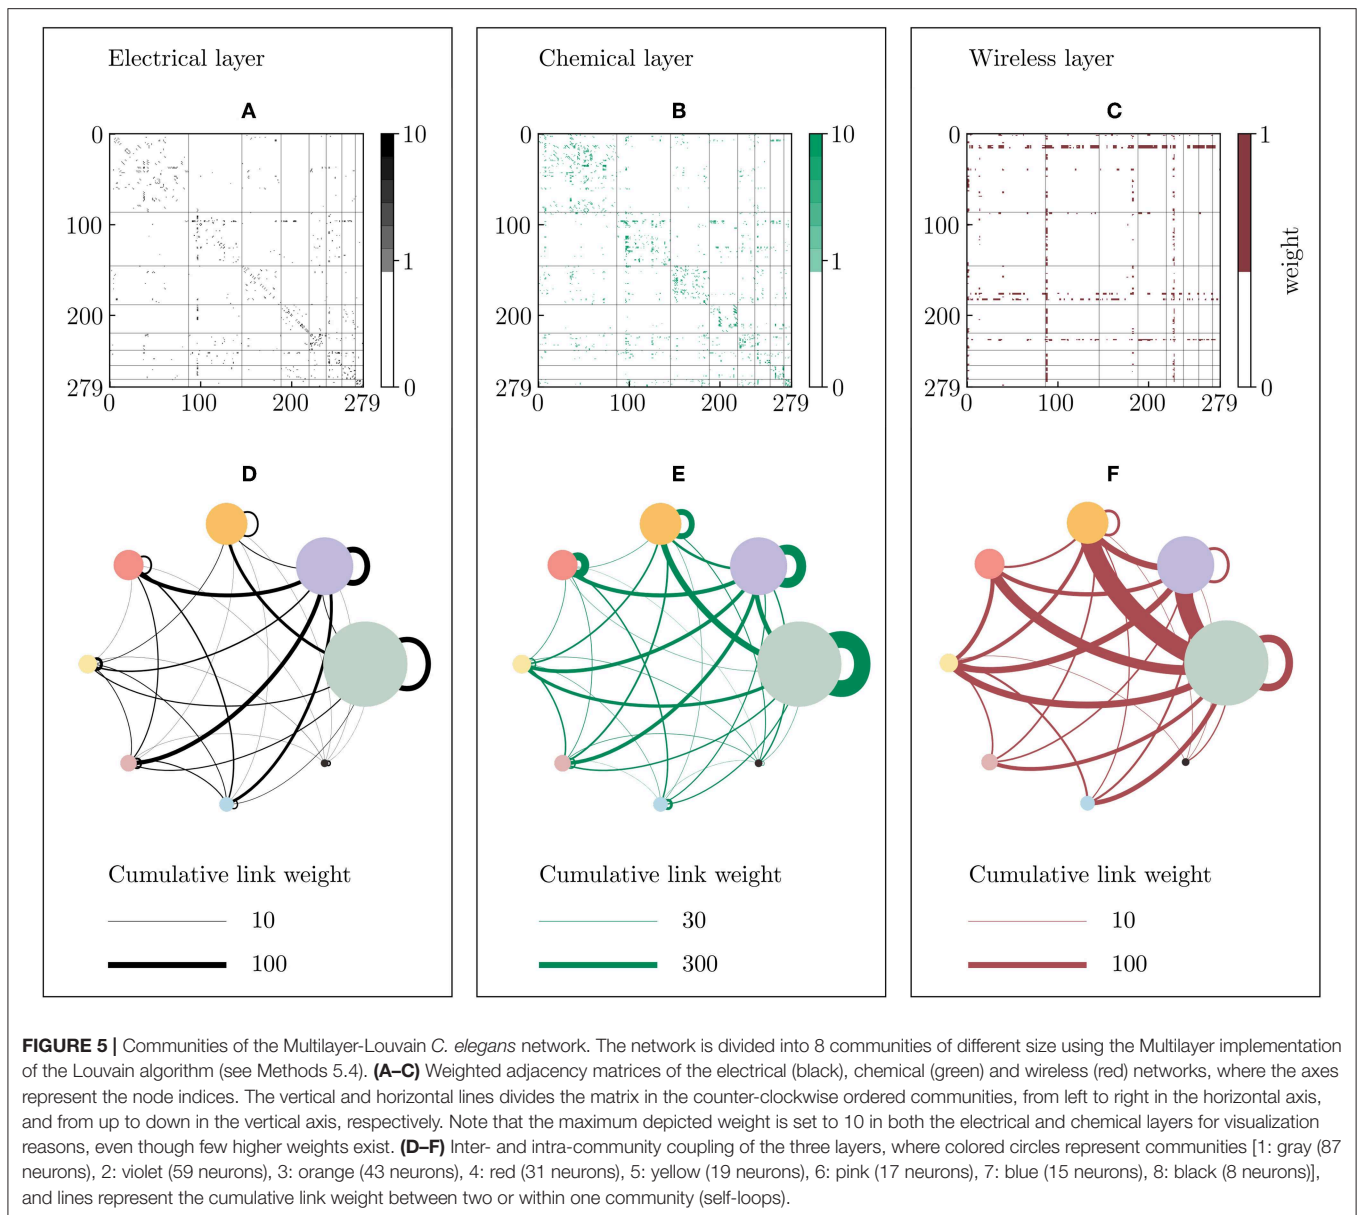 Electrical layer
A
0
100
200
279
0
100
200
279
10
1
0
Chemical layer
B
0
100
200
279
0
100
200
279
10
1
0
Wireless layer
C
0
100
200
279
0
100
200
279
1
0
weight
D
E
F
Cumulative link weight
10
100
Cumulative link weight
30
300
Cumulative link weight
10
100
FIGURE 5 | Communities of the Multilayer-Louvain C. elegans network. The network is divided into 8 communities of different size using the Multilayer implementation
of the Louvain algorithm (see Methods 5.4). (A–C) Weighted adjacency matrices of the electrical (black), chemical (green) and wireless (red) networks, where the axes
represent the node indices. The vertical and horizontal lines divides the matrix in the counter-clockwise ordered communities, from left to right in the horizontal axis,
and from up to down in the vertical axis, respectively. Note that the maximum depicted weight is set to 10 in both the electrical and chemical layers for visualization
reasons, even though few higher weights exist. (D–F) Inter- and intra-community coupling of the three layers, where colored circles represent communities [1: gray (87
neurons), 2: violet (59 neurons), 3: orange (43 neurons), 4: red (31 neurons), 5: yellow (19 neurons), 6: pink (17 neurons), 7: blue (15 neurons), 8: black (8 neurons)],
and lines represent the cumulative link weight between two or within one community (self-loops).